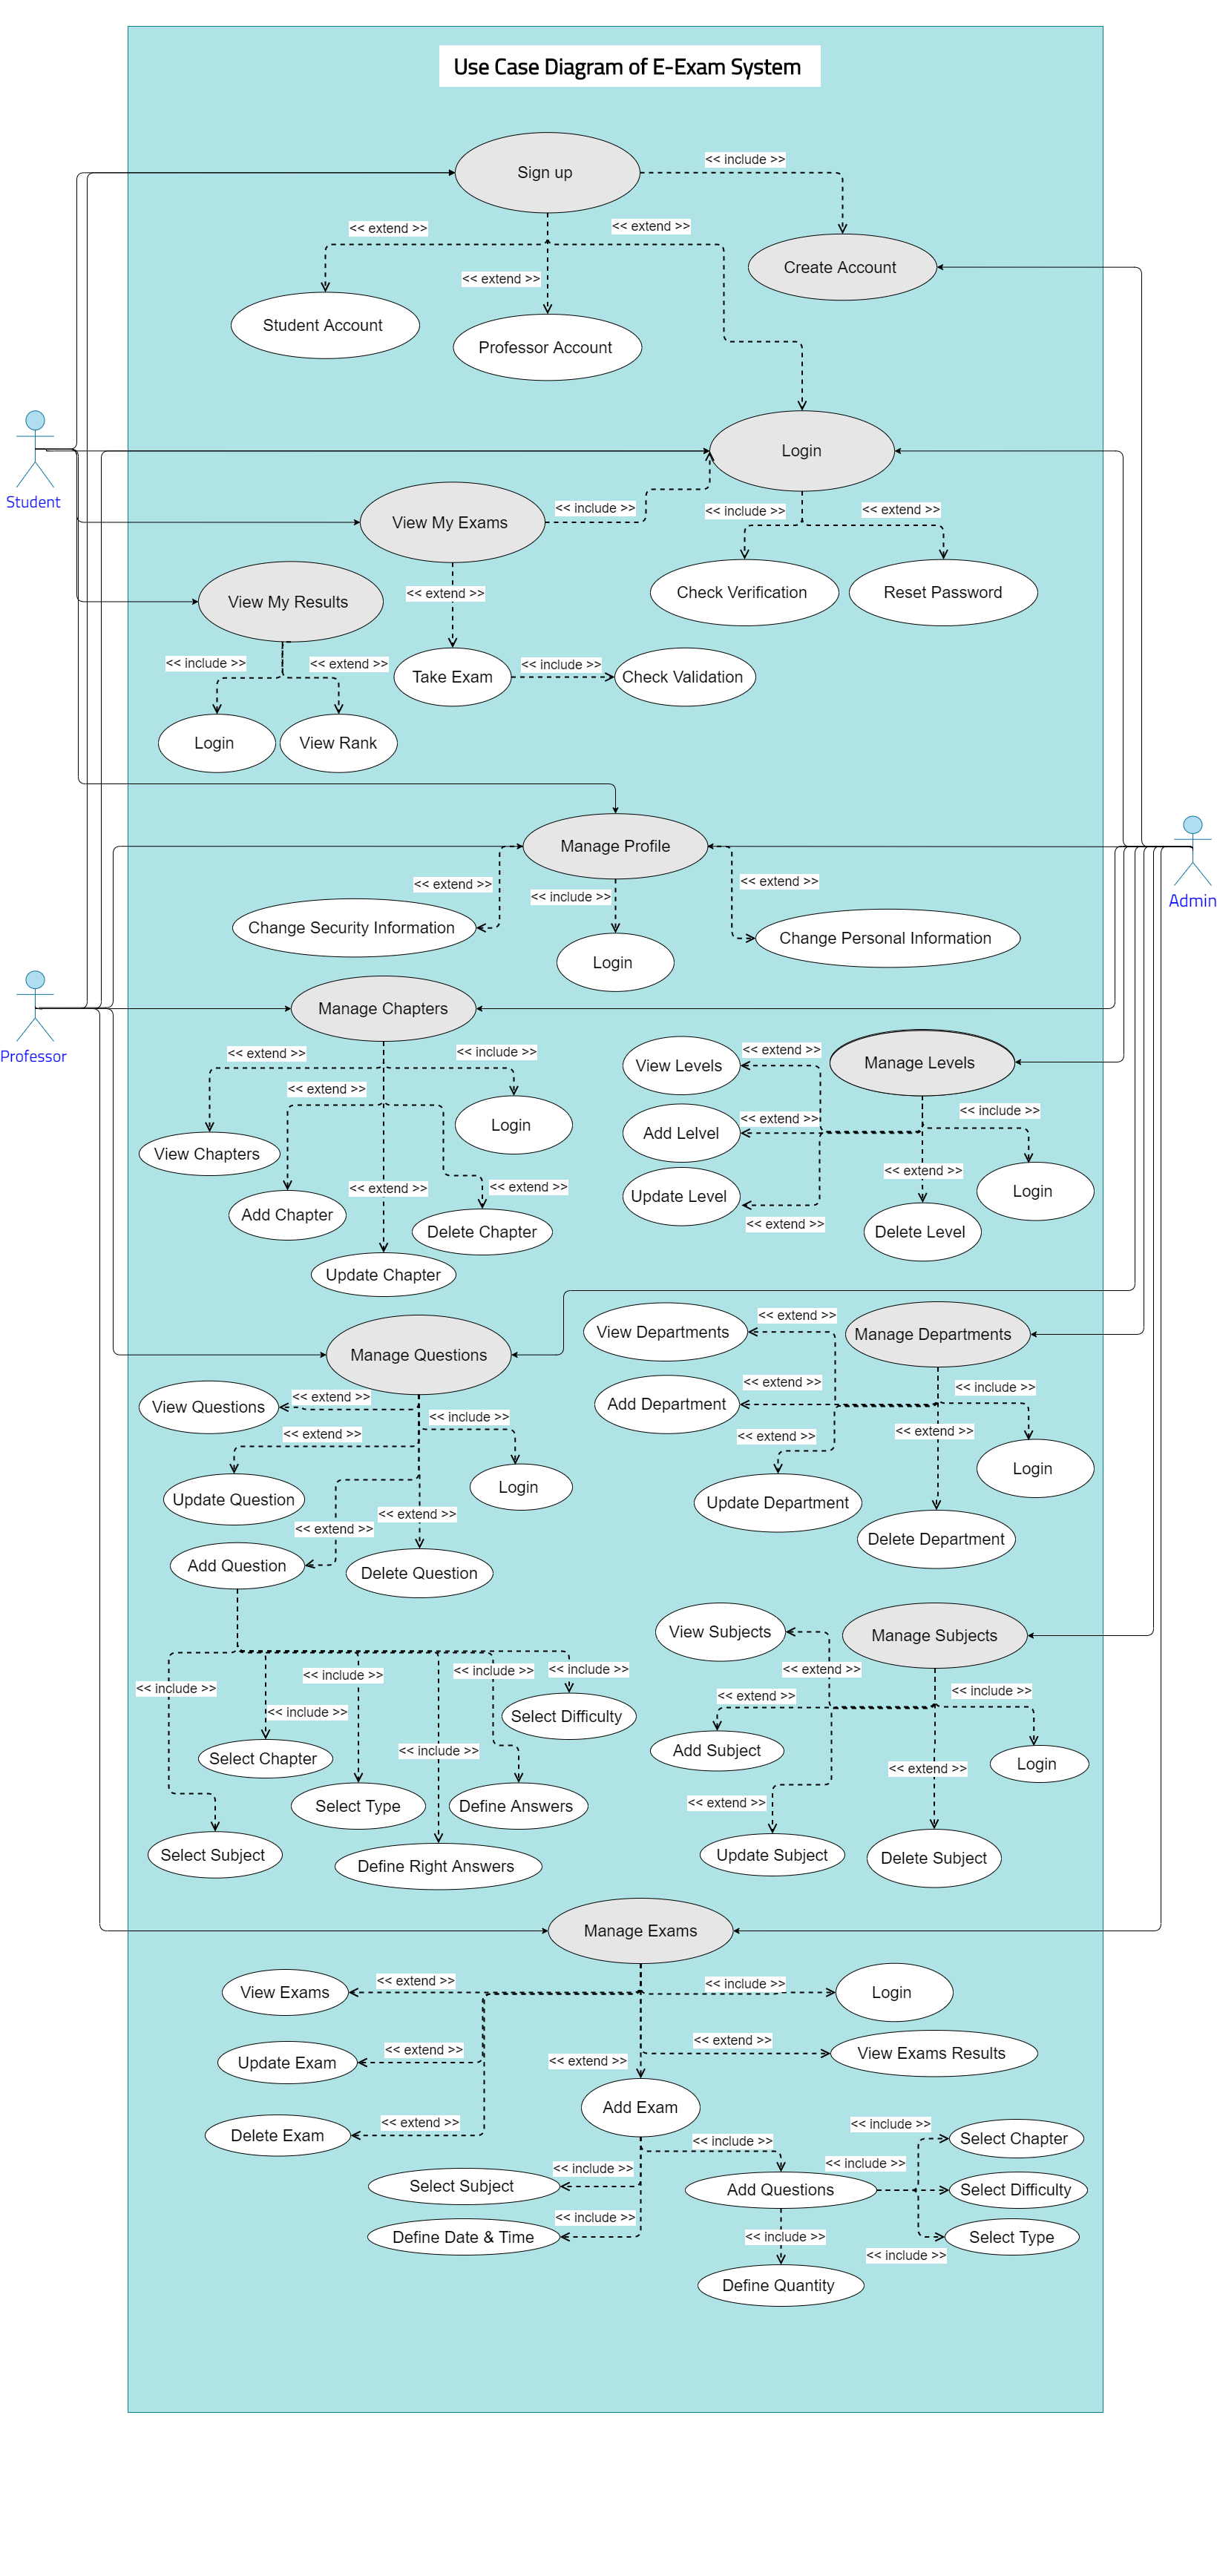 Use Case Diagram of E-Exam System
Sign up
<< include >>
Create Account
<< extend >>
<< extend >>
<< extend >>
Student Account
Professor Account
Student
Login
View My Exams
<< include >>
<< include >>
<< extend >>
Check Verification
Reset Password
View My Results
<< extend >>
<< include >>
<< extend >>
Take Exam
<< include >>
Check Validation
Login
View Rank
Admin
Manage Profile
<< extend >>
<< include >>
<< extend >>
Change Security Information
Login
Change Personal Information
Professor
Manage Chapters
<< extend >>
<< include >>
<< extend >>
Login
View Chapters
Add Chapter
<< extend >>
<< extend >>
Delete Chapter
Update Chapter
Manage Levels
View Levels
<< extend >>
<< include >>
Add Lelvel
<< extend >>
<< extend >>
Update Level
<< extend >>
Login
Delete Level
Manage Questions
View Questions
<< extend >>
<< include >>
<< extend >>
Login
Update Question
<< extend >>
<< extend >>
Add Question
Delete Question
View Departments
<< extend >>
Manage Departments
Add Department
<< extend >>
<< include >>
<< extend >>
<< extend >>
Login
Update Department
Delete Department
<< include >>
<< include >>
<< include >>
<< include >>
<< include >>
<< include >>
Select Difficulty
Select Chapter
Select Type
Define Answers
Select Subject
Define Right Answers
View Subjects
Manage Subjects
<< extend >>
<< extend >>
<< include >>
Add Subject
Login
<< extend >>
<< extend >>
Update Subject
Delete Subject
Manage Exams
View Exams
<< extend >>
<< include >>
Login
Update Exam
<< extend >>
<< extend >>
<< extend >>
View Exams Results
Add Exam
Delete Exam
<< extend >>
<< include >>
<< include >>
Select Chapter
Select Subject
<< include >>
<< include >>
Add Questions
Select Difficulty
Define Date & Time
<< include >>
<< include >>
<< include >>
Select Type
Define Quantity